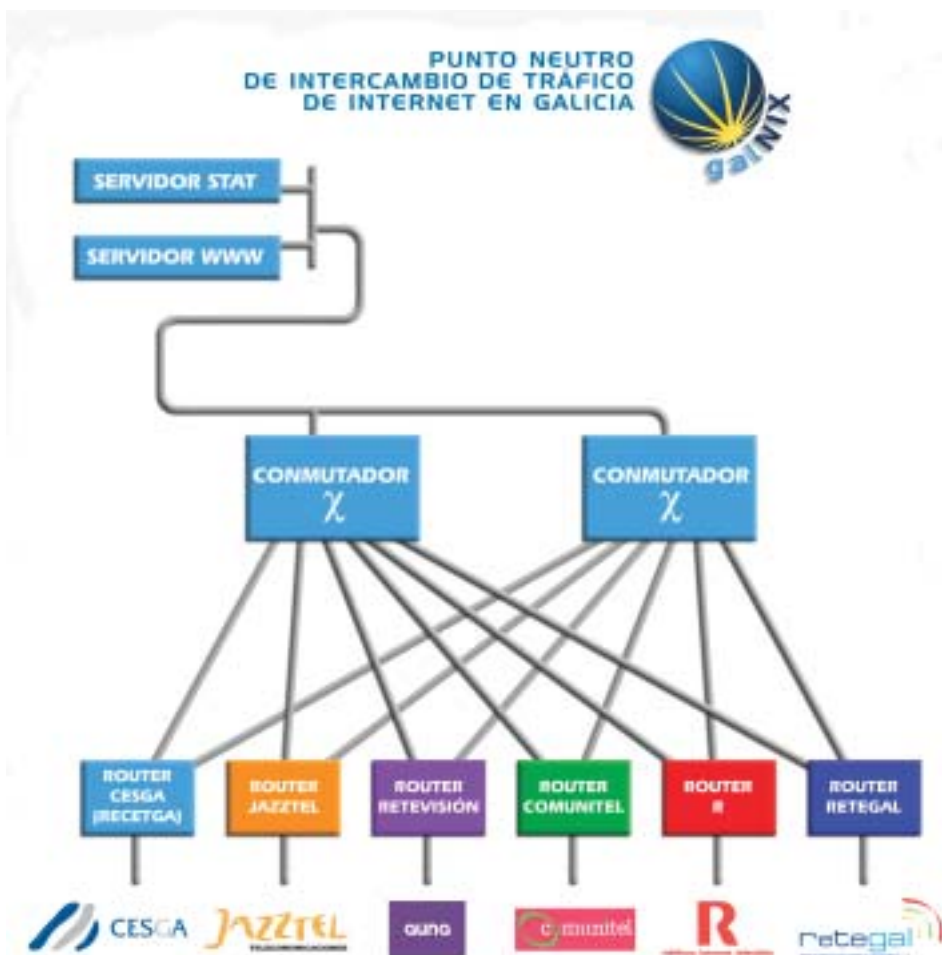 PUNTO NEUTRO
DE INTERCAMBIO DE TRÁFICO
DE INTERNET EN GALICIA
galNIX
SERVIDOR STAT
SERVIDOR WWW
CONMUTADOR
χ
CONMUTADOR
χ
ROUTER
CESGA
(RECETGA)
ROUTER
JAZZTEL
ROUTER
RETEVISIÓN
ROUTER
COMUNITEL
ROUTER
R
ROUTER
RETEGAL
CESGA
JAZZTEL
TELECOMUNICACIONES
auna
comunitel
R
retegal